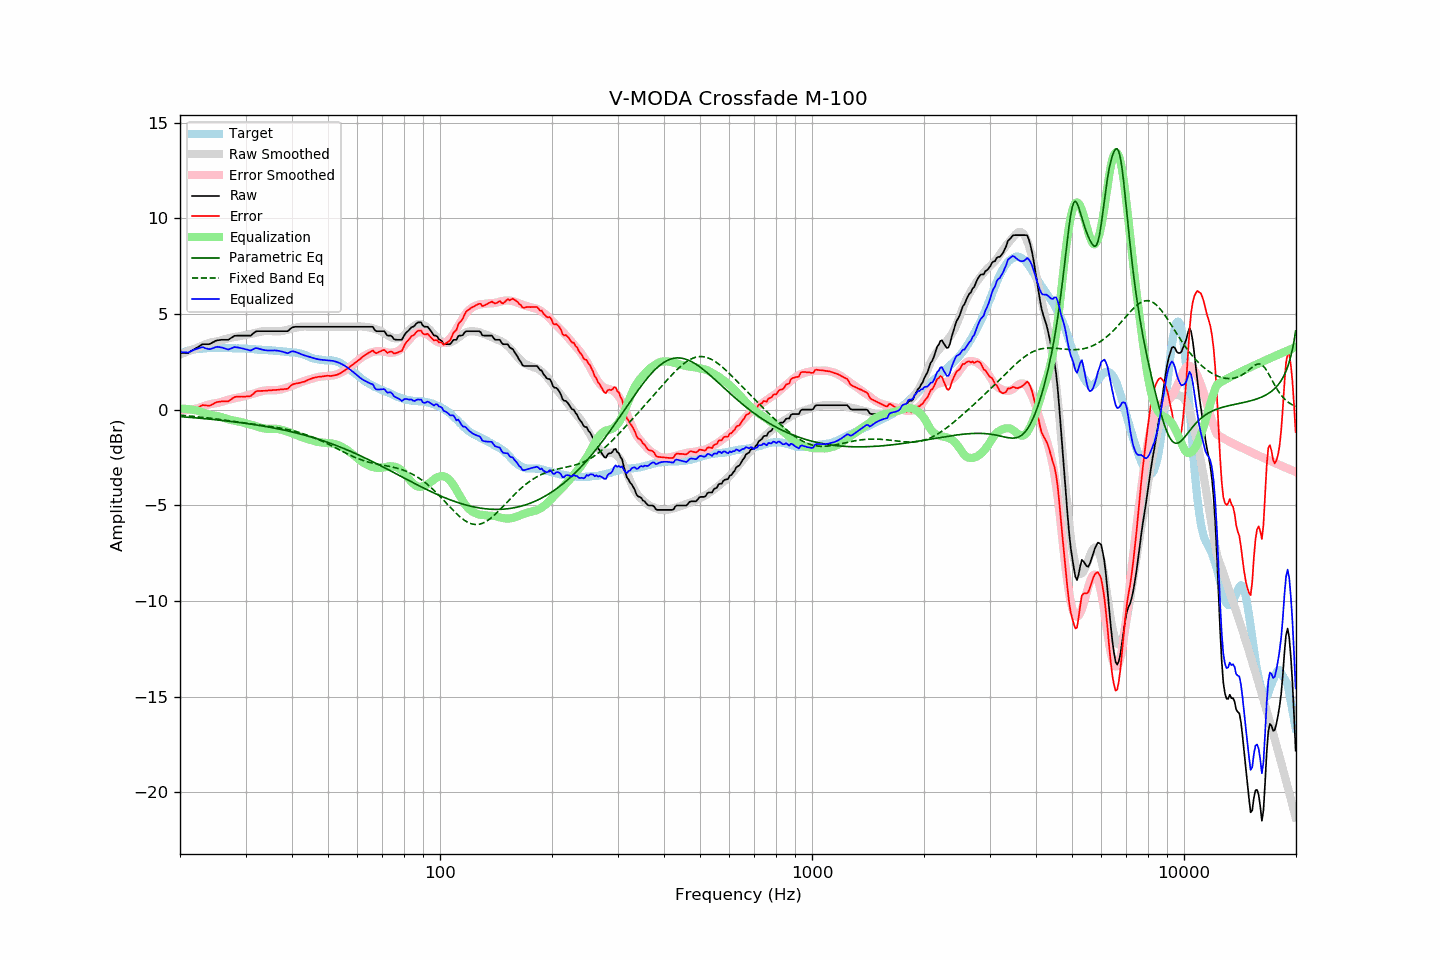 V-MODA Crossfade M-100
Target
Raw Smoothed
Error Smoothed
Raw
Error
Equalization
Parametric Eq
Fixed Band Eq
Equalized
15
10
5
0
−5
−10
−15
−20
Amplitude (dBr)
100
1000
10000
Frequency (Hz)